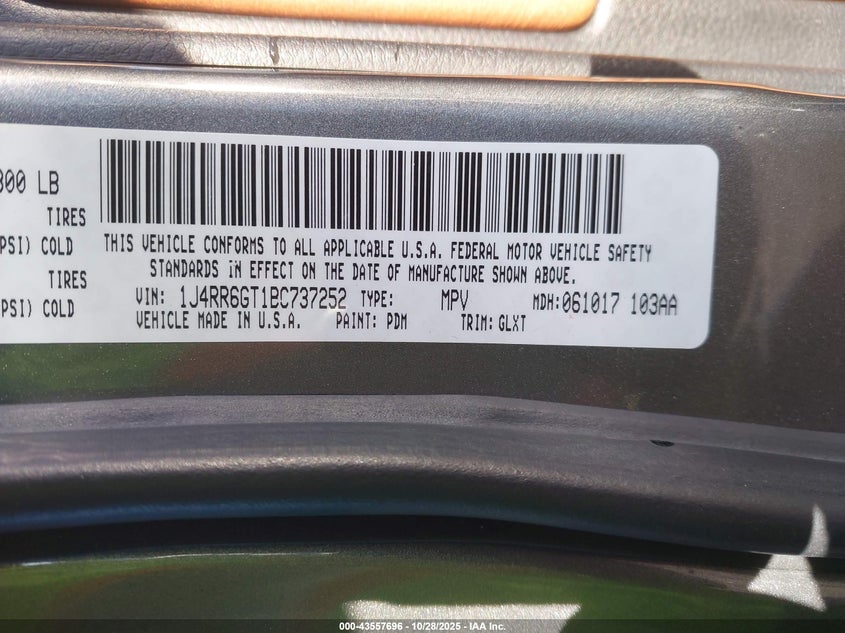 300 LB
TIRES
PSI) COLD
TIRES
PSI) COLD
THIS VEHICLE CONFORMS TO ALL APPLICABLE U.S.A. FEDERAL MOTOR VEHICLE SAFETY
STANDARDS IN EFFECT ON THE DATE OF MANUFACTURE SHOWN ABOVE.
VIN: 1J4RR6GT1BC737252 TYPE: MPV MDH:061017 103AA
VEHICLE MADE IN U.S.A. PAINT: PDM TRIM: GLXT
000-43557696 - 10/28/2025 - IAA Inc.